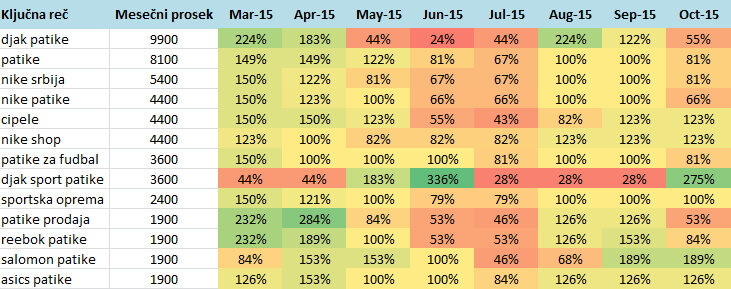 Ključna reč Mesečni prosek Mar-15 Apr-15 May-15 Jun-15 Jul-15 Aug-15 Sep-15 Oct-15
djak patike 9900 224% 183% 44% 24% 44% 224% 122% 55%
patike 8100 149% 149% 122% 81% 67% 100% 100% 81%
nike srbija 5400 150% 122% 81% 67% 67% 100% 100% 81%
nike patike 4400 150% 123% 100% 66% 66% 100% 100% 66%
cipele 4400 150% 150% 123% 55% 43% 82% 123% 123%
nike shop 4400 123% 100% 82% 82% 82% 123% 123% 123%
patike za fudbal 3600 150% 100% 100% 100% 81% 100% 100% 81%
djak sport patike 3600 44% 44% 183% 336% 28% 28% 28% 275%
sportska oprema 2400 150% 121% 100% 79% 79% 100% 100% 100%
patike prodaja 1900 232% 284% 84% 53% 46% 126% 126% 53%
reebok patike 1900 232% 189% 100% 53% 53% 126% 153% 84%
salomon patike 1900 84% 153% 153% 100% 46% 68% 189% 189%
asics patike 1900 126% 153% 100% 100% 84% 126% 126% 126%